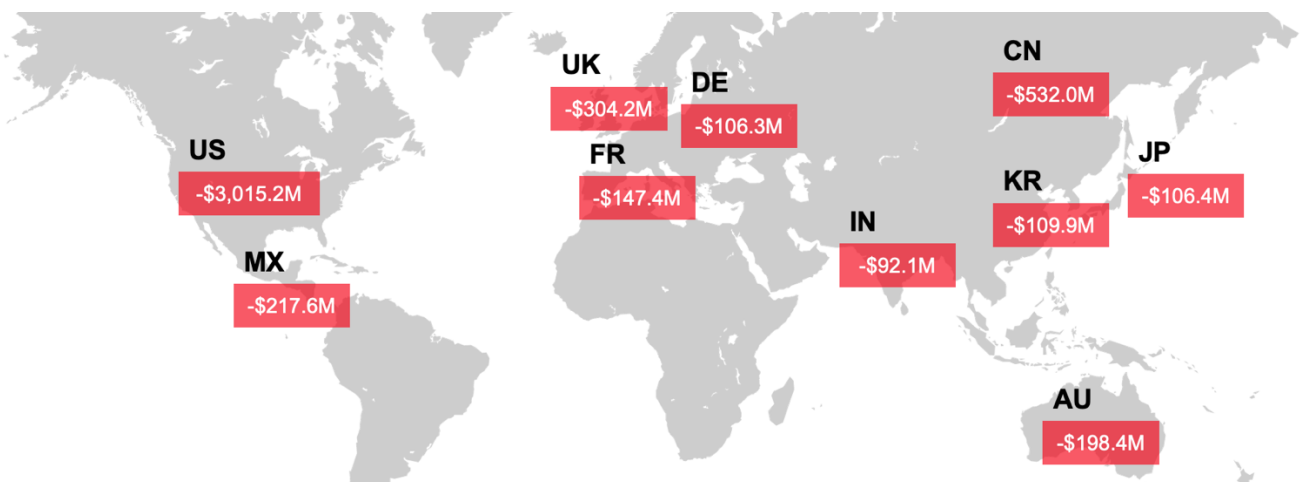 UK
-$304.2M
DE
-$106.3M
CN
-$532.0M
US
-$3,015.2M
FR
-$147.4M
JP
-$106.4M
KR
-$109.9M
IN
-$92.1M
MX
-$217.6M
AU
-$198.4M